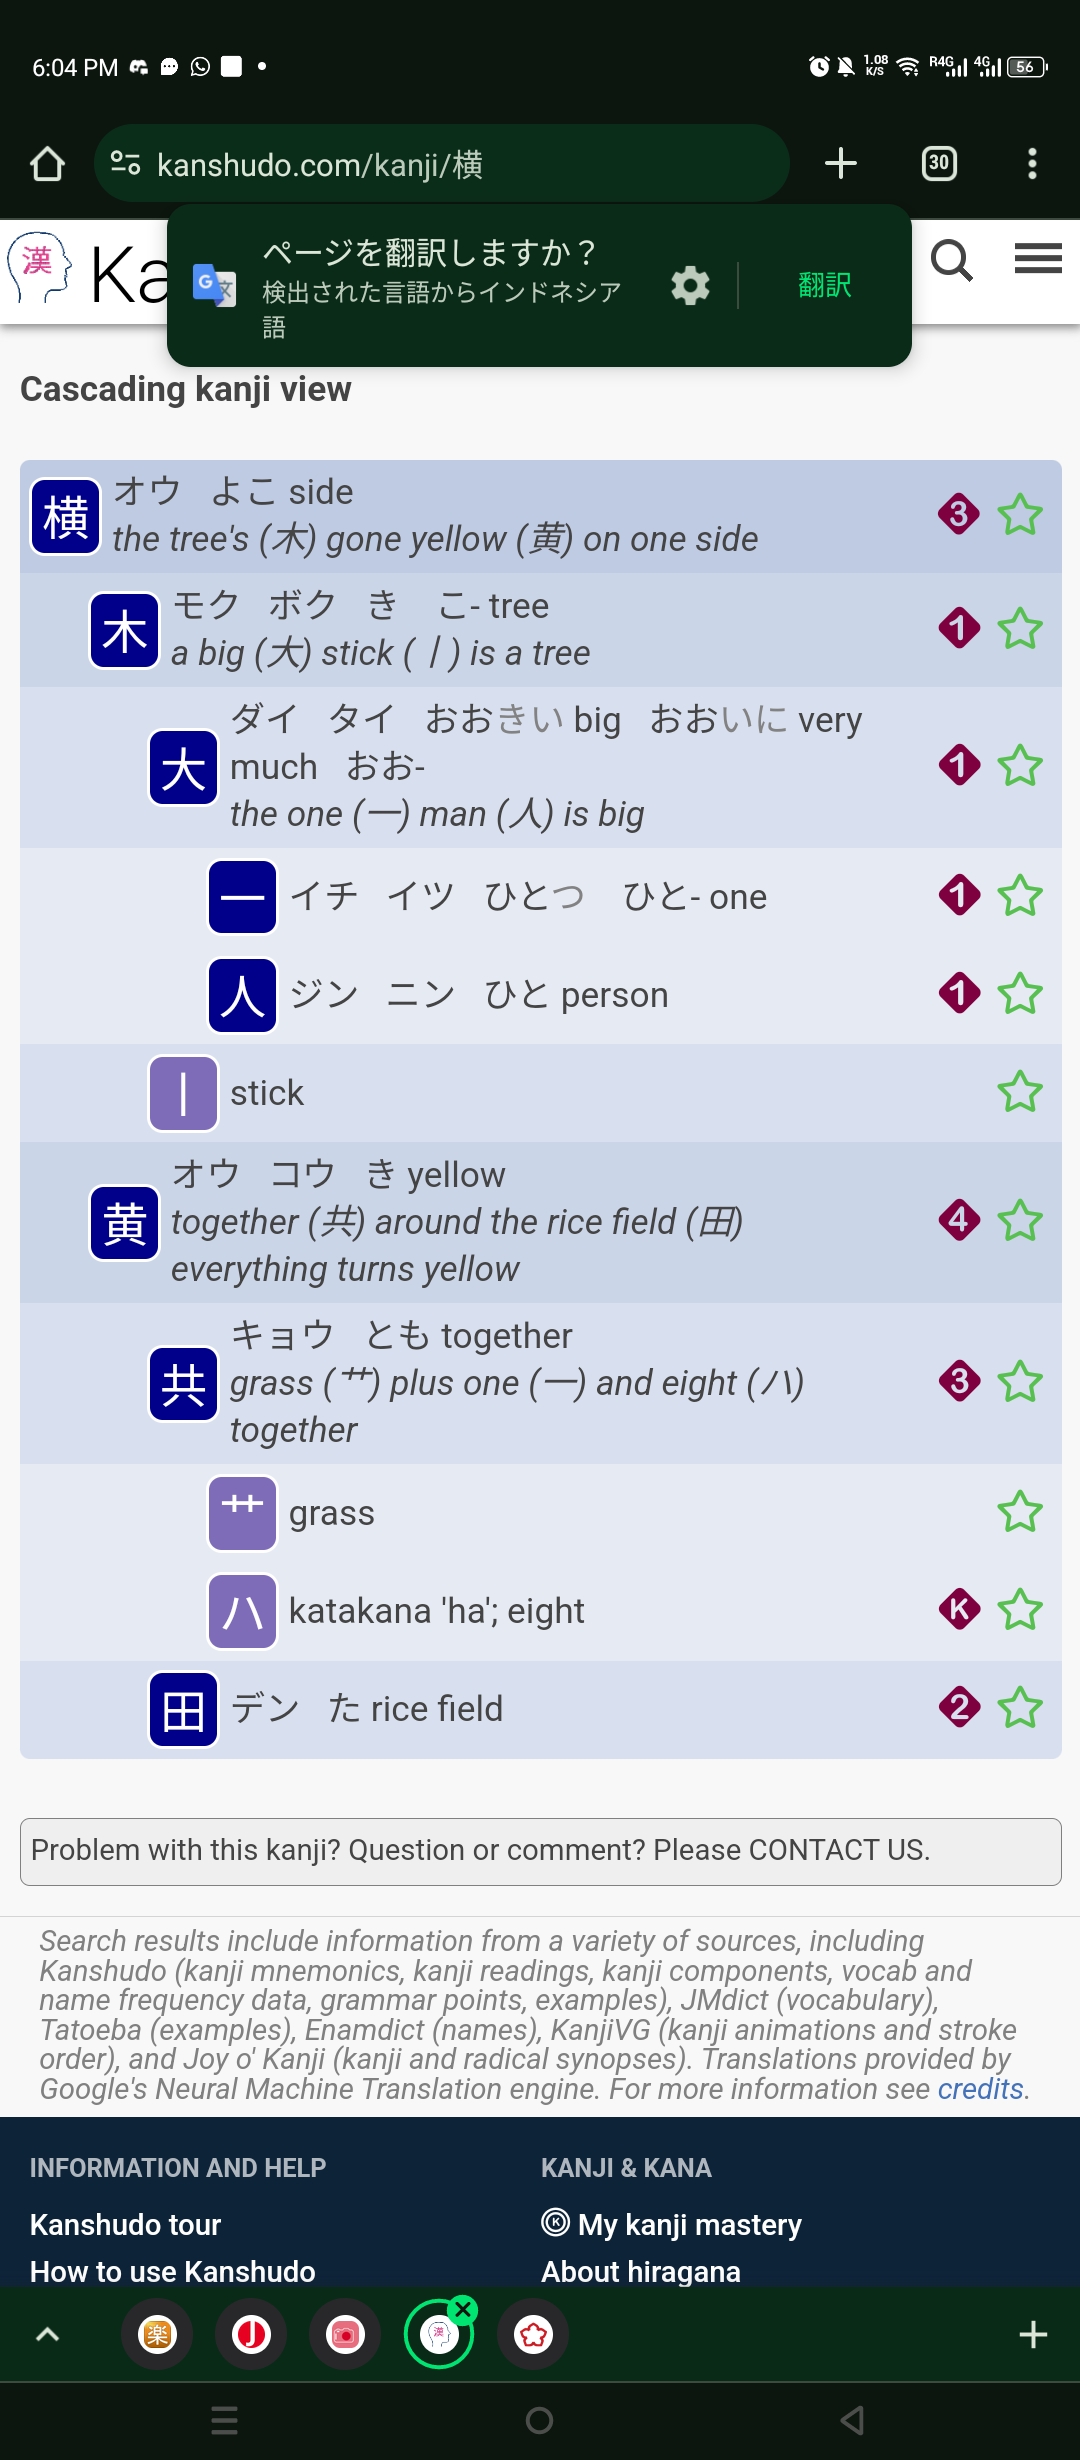 6:04 PM
1.08 K/S R4G 4G 56
kanshudo.com/kanji/横
30
漢 Ka
ページを翻訳しますか？
検出された言語からインドネシア
語
翻訳
Cascading kanji view
横 オウ よこ side 3
the tree's (木) gone yellow (黄) on one side
木 モク ボク き こ- tree 1
a big (大) stick (丨) is a tree
大 ダイ タイ おおきい big おおいに very
much おお- 1
the one (一) man (人) is big
一 イチ イツ ひとつ ひと- one 1
人 ジン ニン ひと person 1
丨 stick
黄 オウ コウ き yellow
together (共) around the rice field (田) 4
everything turns yellow
共 キョウ とも together
grass (艹) plus one (一) and eight (ハ) 3
together
艹 grass
ハ katakana 'ha'; eight K
田 デン た rice field 2
Problem with this kanji? Question or comment? Please CONTACT US.
Search results include information from a variety of sources, including
Kanshudo (kanji mnemonics, kanji readings, kanji components, vocab and
name frequency data, grammar points, examples), JMdict (vocabulary),
Tatoeba (examples), Enamdict (names), KanjiVG (kanji animations and stroke
order), and Joy o' Kanji (kanji and radical synopses). Translations provided by
Google's Neural Machine Translation engine. For more information see credits.
INFORMATION AND HELP
Kanshudo tour
How to use Kanshudo
KANJI & KANA
My kanji mastery
About hiragana
楽 J 漢